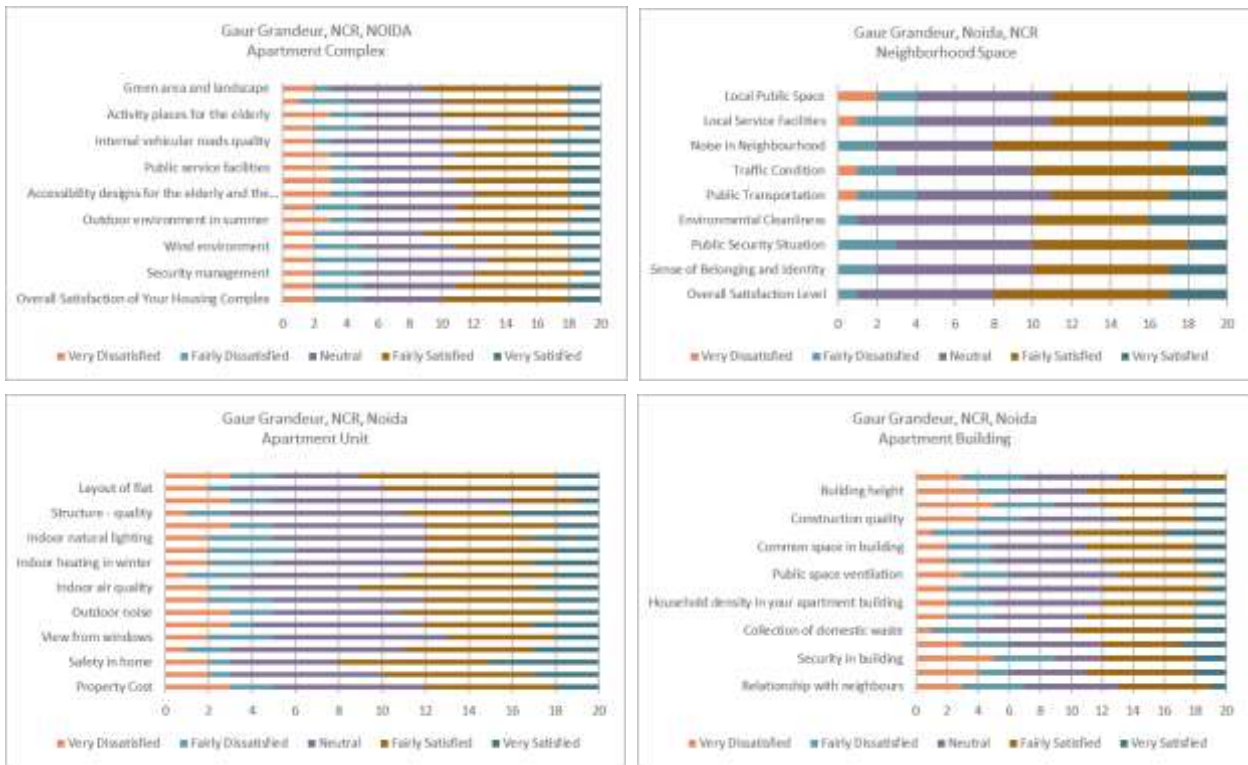 Gaur Grandeur, NCR, NOIDA
Apartment Complex
Green area and landscape
Activity places for the elderly
Internal vehicular roads quality
Public service facilities
Accessibility designs for the elderly and the...
Outdoor environment in summer
Wind environment
Security management
Overall Satisfaction of Your Housing Complex
0 2 4 6 8 10 12 14 16 18 20
Very Dissatisfied Fairly Dissatisfied Neutral Fairly Satisfied Very Satisfied
Gaur Grandeur, Noida, NCR
Neighborhood Space
Local Public Space
Local Service Facilities
Noise in Neighbourhood
Traffic Condition
Public Transportation
Environmental Cleanliness
Public Security Situation
Sense of Belonging and Identity
Overall Satisfaction Level
0 2 4 6 8 10 12 14 16 18 20
Very Dissatisfied Fairly Dissatisfied Neutral Fairly Satisfied Very Satisfied
Gaur Grandeur, NCR, Noida
Apartment Unit
Layout of flat
Structure - quality
Indoor natural lighting
Indoor heating in winter
Indoor air quality
Outdoor noise
View from windows
Safety in home
Property Cost
0 2 4 6 8 10 12 14 16 18 20
Very Dissatisfied Fairly Dissatisfied Neutral Fairly Satisfied Very Satisfied
Gaur Grandeur, NCR, Noida
Apartment Building
Building height
Construction quality
Common space in building
Public space ventilation
Household density in your apartment building
Collection of domestic waste
Security in building
Relationship with neighbours
0 2 4 6 8 10 12 14 16 18 20
Very Dissatisfied Fairly Dissatisfied Neutral Fairly Satisfied Very Satisfied